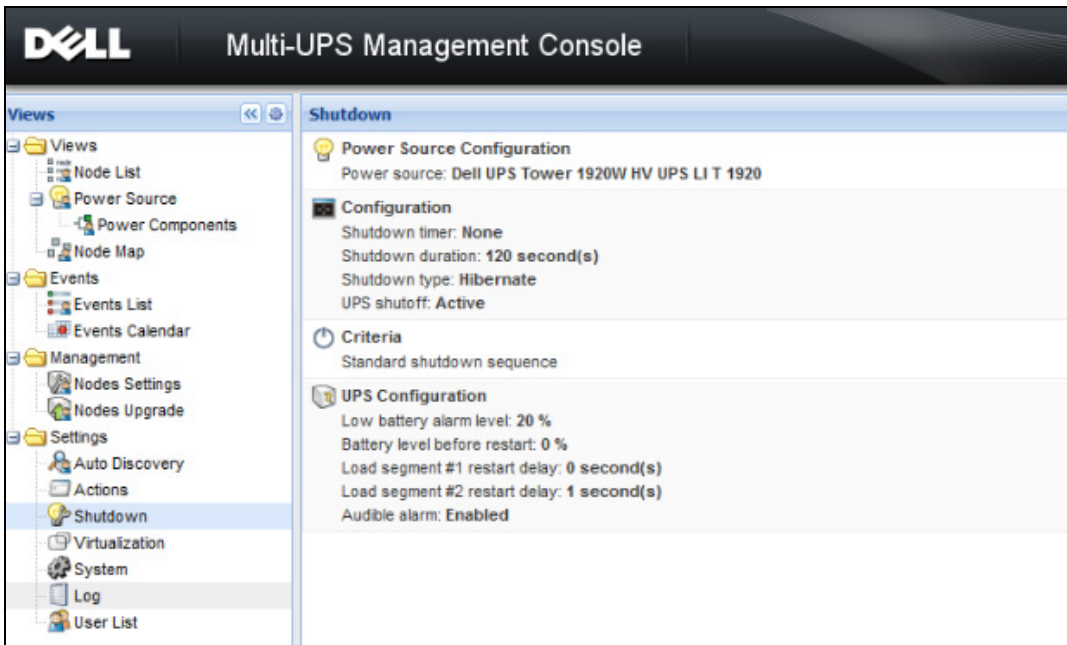 DELL
Multi-UPS Management Console
Views
Views
Node List
Power Source
Power Components
Node Map
Events
Events List
Events Calendar
Management
Nodes Settings
Nodes Upgrade
Settings
Auto Discovery
Actions
Shutdown
Virtualization
System
Log
User List
Shutdown
Power Source Configuration
Power source: Dell UPS Tower 1920W HV UPS LI T 1920
Configuration
Shutdown timer: None
Shutdown duration: 120 second(s)
Shutdown type: Hibernate
UPS shutoff: Active
Criteria
Standard shutdown sequence
UPS Configuration
Low battery alarm level: 20 %
Battery level before restart: 0 %
Load segment #1 restart delay: 0 second(s)
Load segment #2 restart delay: 1 second(s)
Audible alarm: Enabled